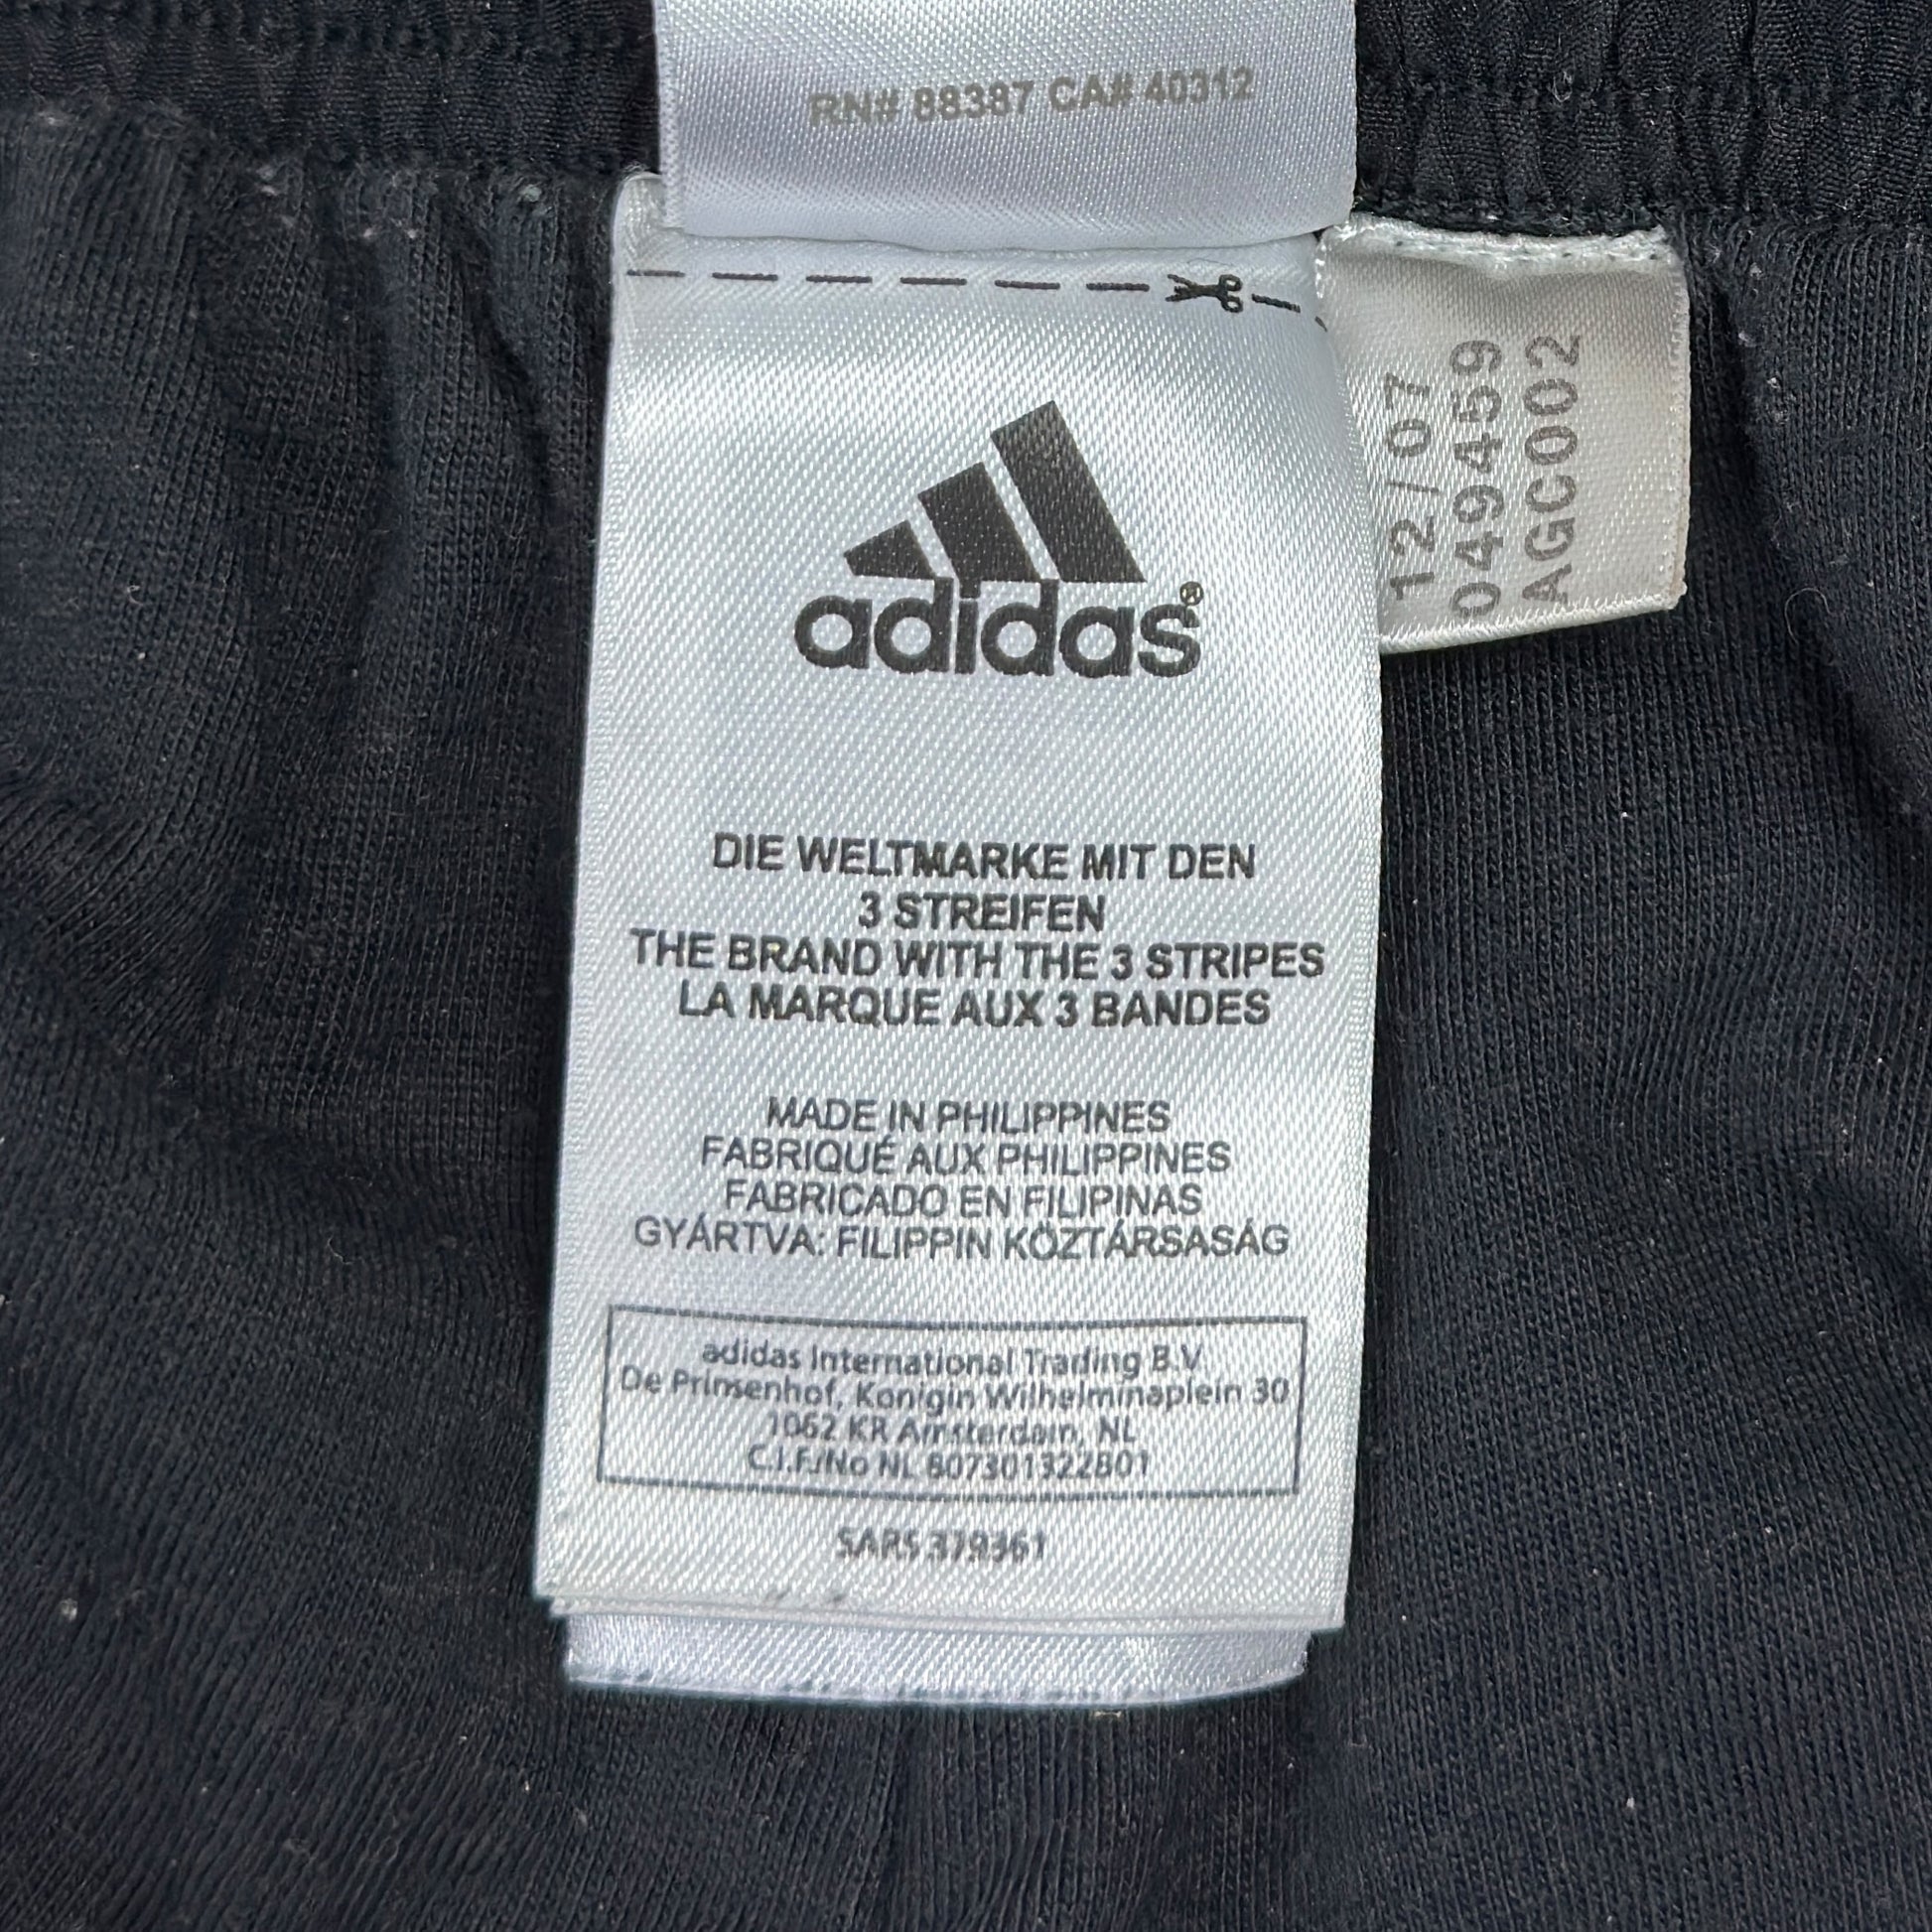 RN# 88387 CA# 40312
adidas®
DIE WELTMARKE MIT DEN
3 STREIFEN
THE BRAND WITH THE 3 STRIPES
LA MARQUE AUX 3 BANDES
MADE IN PHILIPPINES
FABRIQUÉ AUX PHILIPPINES
FABRICADO EN FILIPINAS
GYÁRTVA: FILIPPIN KÖZTÁRSASÁG
adidas International Trading B.V.
De Prinsenhof, Konigin Wilhelminaplein 30
1062 KR Amsterdam, NL
C.I.F./No NL 807301322B01
SARS 379361
12/07
049459
AGC002